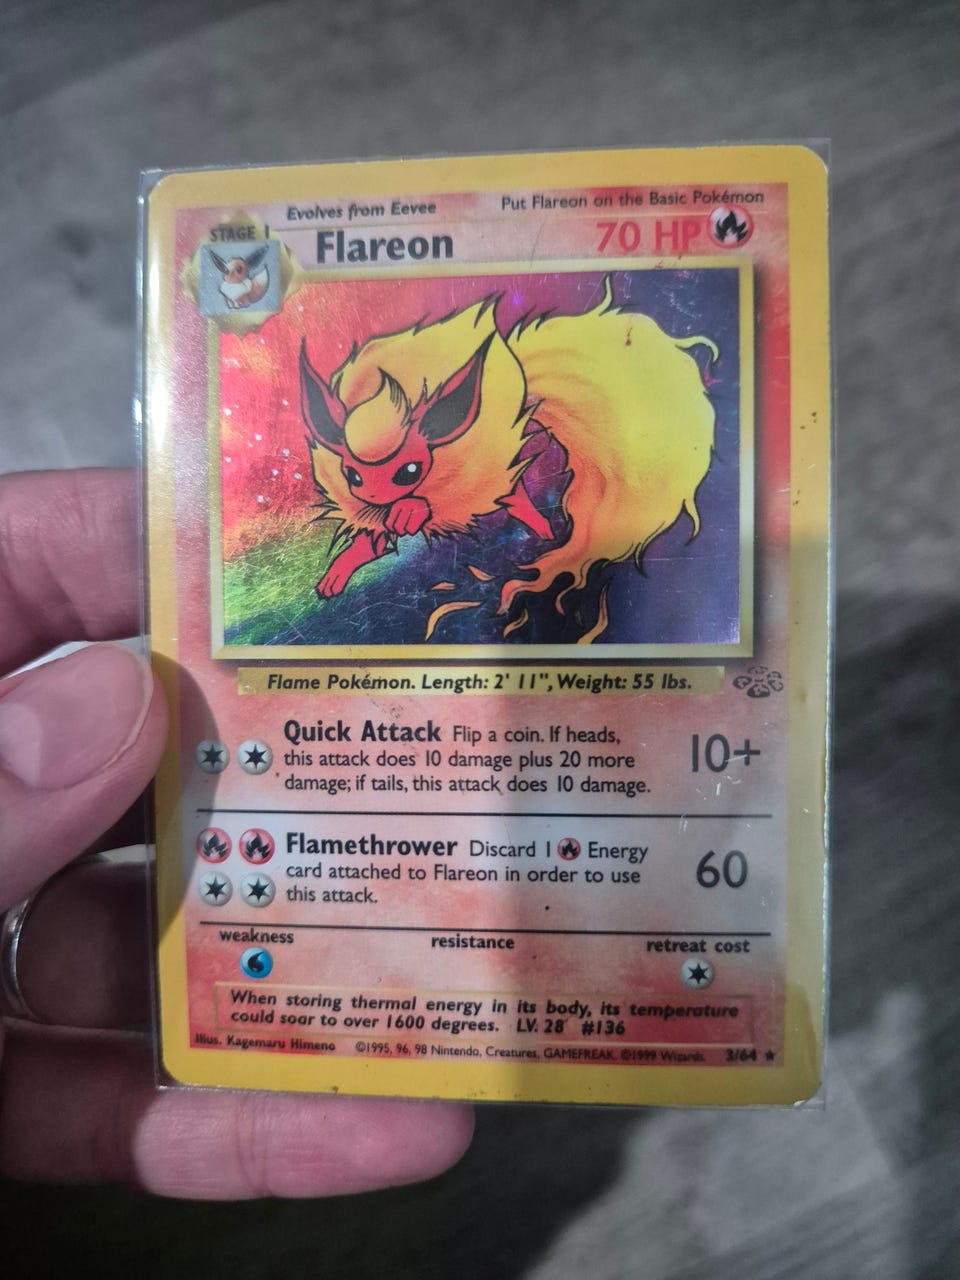 Evolves from Eevee
Put Flareon on the Basic Pokémon
STAGE 1
Flareon
70 HP
Flame Pokémon. Length: 2' 11", Weight: 55 lbs.
Quick Attack Flip a coin. If heads,
this attack does 10 damage plus 20 more
damage; if tails, this attack does 10 damage.
10+
Flamethrower Discard 1 Energy
card attached to Flareon in order to use
this attack.
60
weakness
resistance
retreat cost
When storing thermal energy in its body, its temperature
could soar to over 1600 degrees. LV. 28 #136
Illus. Kagemaru Himeno ©1995, 96, 98 Nintendo, Creatures, GAMEFREAK. ©1999 Wizards. 3/64 ★